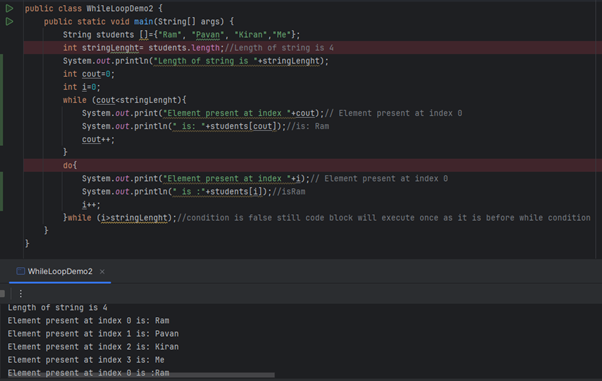 public class WhileLoopDemo2 {
public static void main(String[] args) {
String students []={"Ram", "Pavan", "Kiran","Me"};
int stringLenght= students.length;//Length of string is 4
System.out.println("Length of string is "+stringLenght);
int cout=0;
int i=0;
while (cout<stringLenght){
System.out.print("Element present at index "+cout);// Element present at index 0
System.out.println(" is: "+students[cout]);//is: Ram
cout++;
}
do{
System.out.print("Element present at index "+i);// Element present at index 0
System.out.println(" is :"+students[i]);//isRam
i++;
}while (i>stringLenght);//condition is false still code block will execute once as it is before while condition
}
}
WhileLoopDemo2 ×
Length of string is 4
Element present at index 0 is: Ram
Element present at index 1 is: Pavan
Element present at index 2 is: Kiran
Element present at index 3 is: Me
Element present at index 0 is :Ram